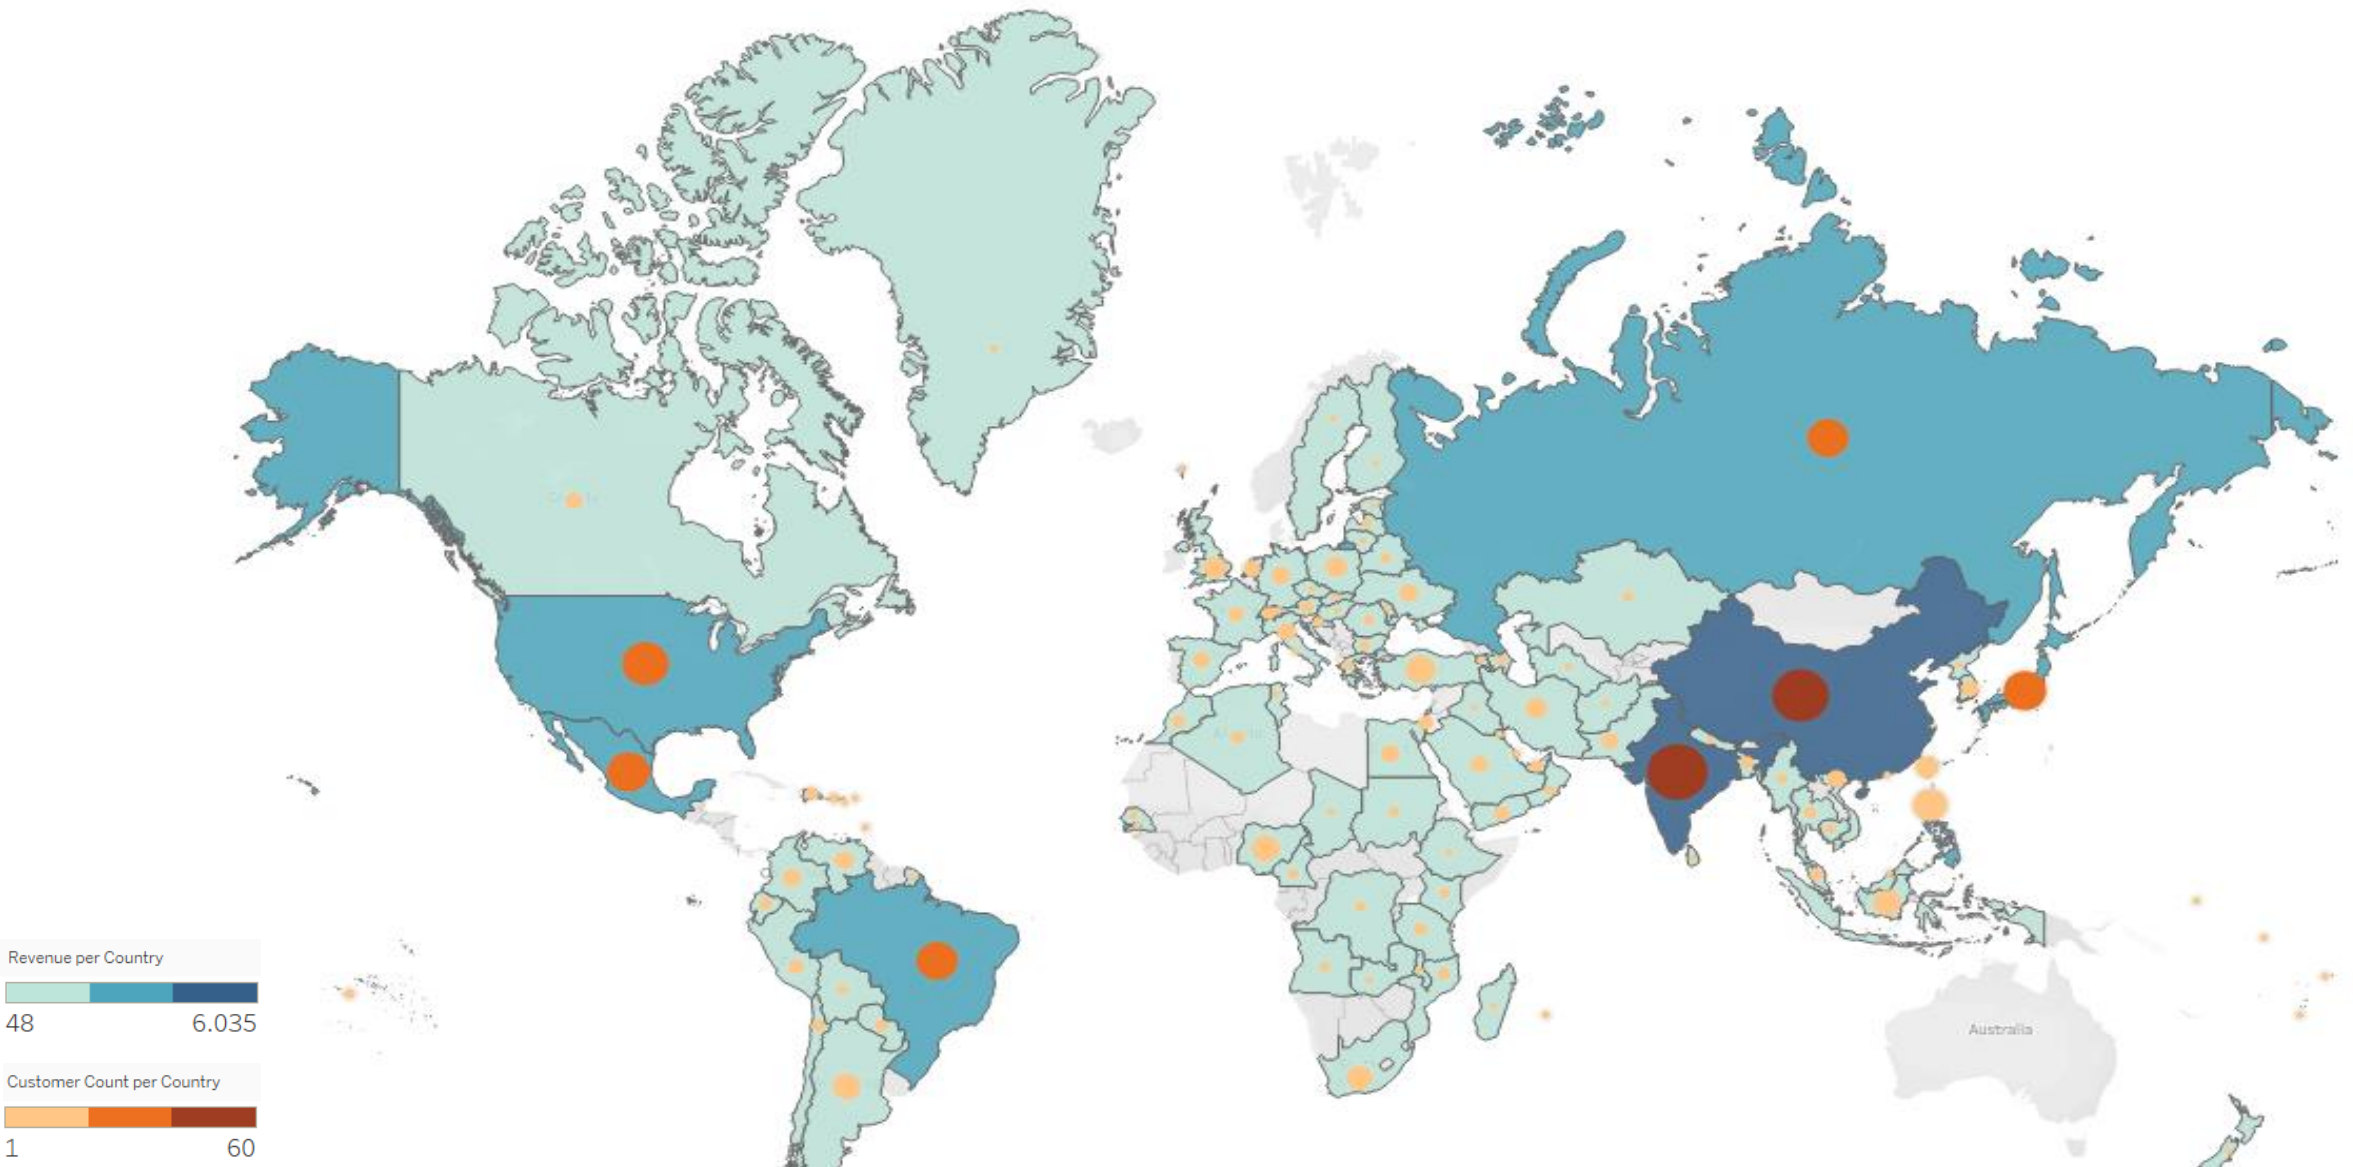 Australia
Revenue per Country
48
6.035
Customer Count per Country
1
60